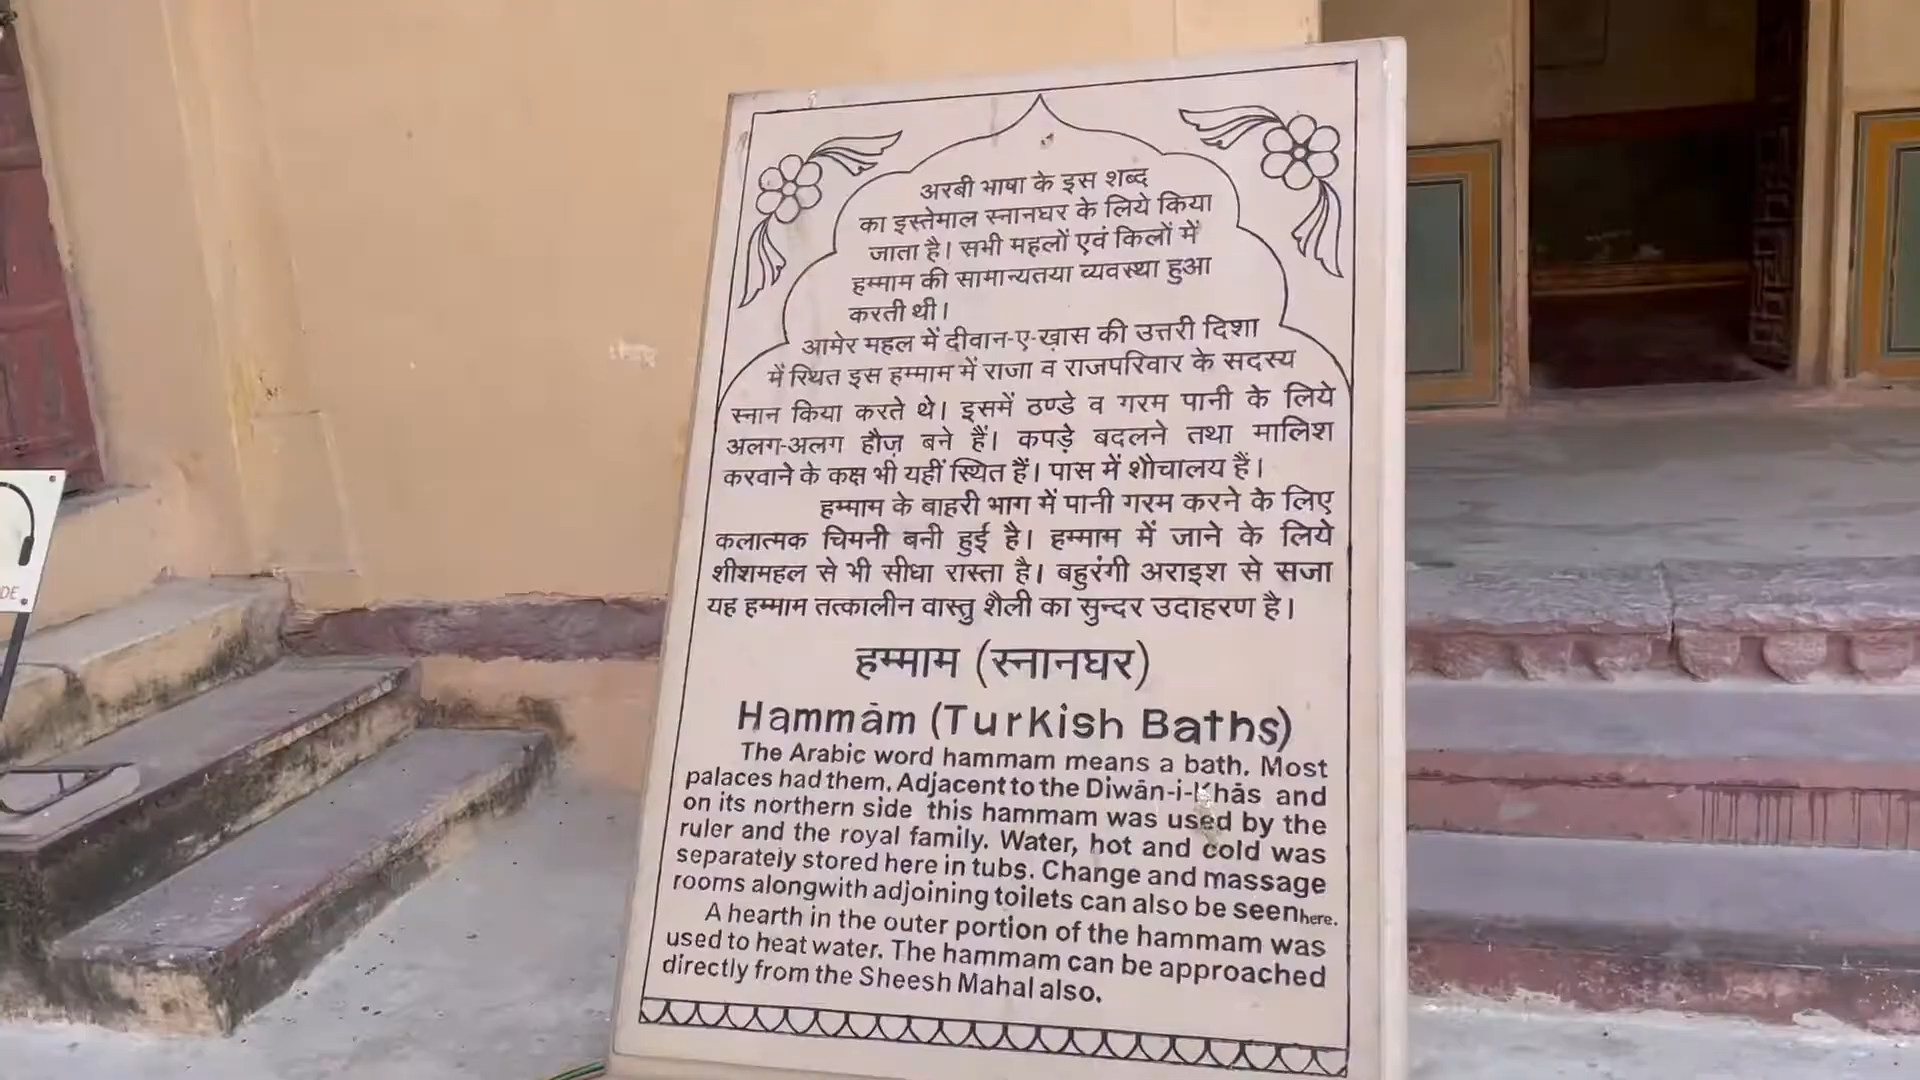 अरबी भाषा के इस शब्द
का इस्तेमाल स्नानघर के लिये किया
जाता है। सभी महलों एवं किलों में
हम्माम की सामान्यतया व्यवस्था हुआ
करती थी।
आमेर महल में दीवान-ए-ख़ास की उत्तरी दिशा
में स्थित इस हम्माम में राजा व राजपरिवार के सदस्य
स्नान किया करते थे। इसमें ठण्डे व गरम पानी के लिये
अलग-अलग हौज़ बने हैं। कपड़े बदलने तथा मालिश
करवाने के कक्ष भी यहीं स्थित हैं। पास में शौचालय हैं।
हम्माम के बाहरी भाग में पानी गरम करने के लिए
कलात्मक चिमनी बनी हुई है। हम्माम में जाने के लिये
शीशमहल से भी सीधा रास्ता है। बहुरंगी अराइश से सजा
यह हम्माम तत्कालीन वास्तु शैली का सुन्दर उदाहरण है।
हम्माम (स्नानघर)
Hammām (Turkish Baths)
The Arabic word hammam means a bath. Most
palaces had them. Adjacent to the Diwān-i-Khās and
on its northern side this hammam was used by the
ruler and the royal family. Water, hot and cold was
separately stored here in tubs. Change and massage
rooms alongwith adjoining toilets can also be seen here.
A hearth in the outer portion of the hammam was
used to heat water. The hammam can be approached
directly from the Sheesh Mahal also.